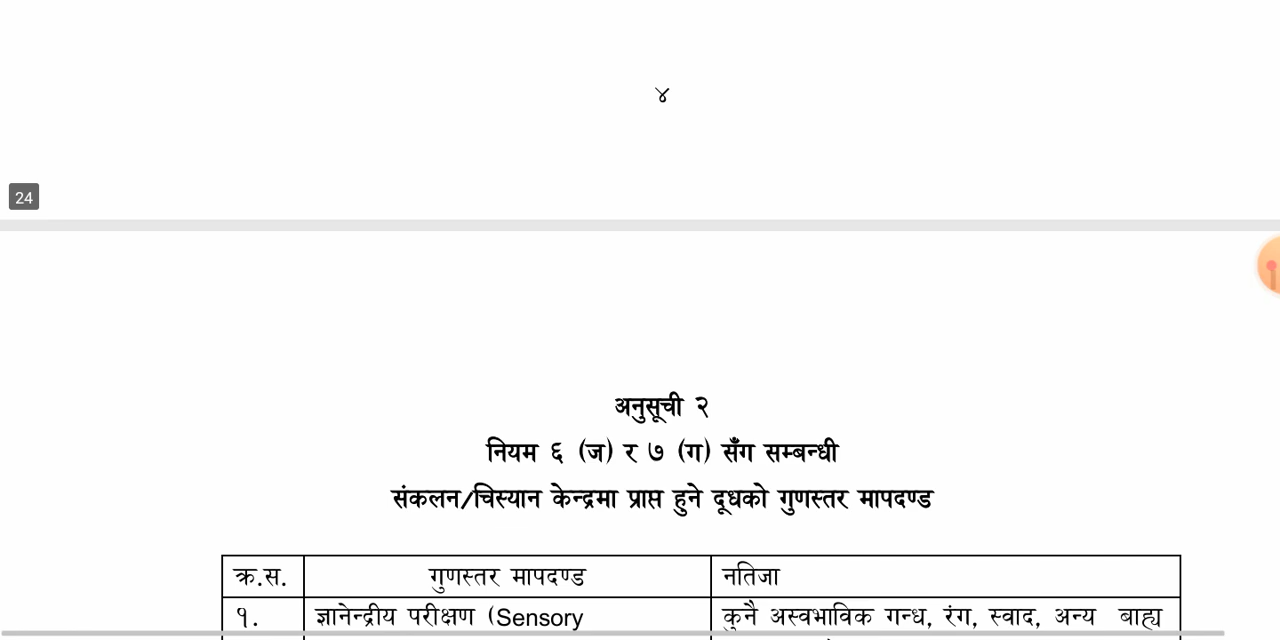 ४
24
अनुसूची २
नियम ६ (ज) र ७ (ग) सँग सम्बन्धी
संकलन/चिस्यान केन्द्रमा प्राप्त हुने दूधको गुणस्तर मापदण्ड
क्र.स. गुणस्तर मापदण्ड नतिजा
१. ज्ञानेन्द्रीय परीक्षण (Sensory कुनै अस्वभाविक गन्ध, रंग, स्वाद, अन्य बाह्य